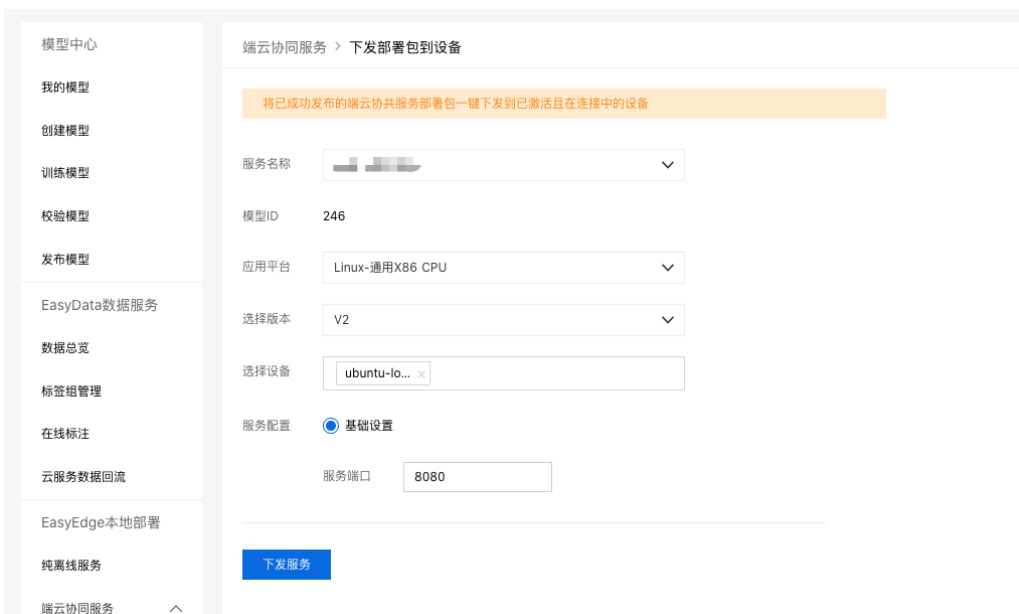 模型中心
我的模型
创建模型
训练模型
校验模型
发布模型
EasyData数据服务
数据总览
标签组管理
在线标注
云服务数据回流
EasyEdge本地部署
纯离线服务
端云协同服务
端云协同服务 > 下发部署包到设备
将已成功发布的端云协共服务部署包一键下发到已激活且在连接中的设备
服务名称
模型ID 246
应用平台 Linux-通用X86 CPU
选择版本 V2
选择设备 ubuntu-lo... ×
服务配置 基础设置
服务端口 8080
下发服务